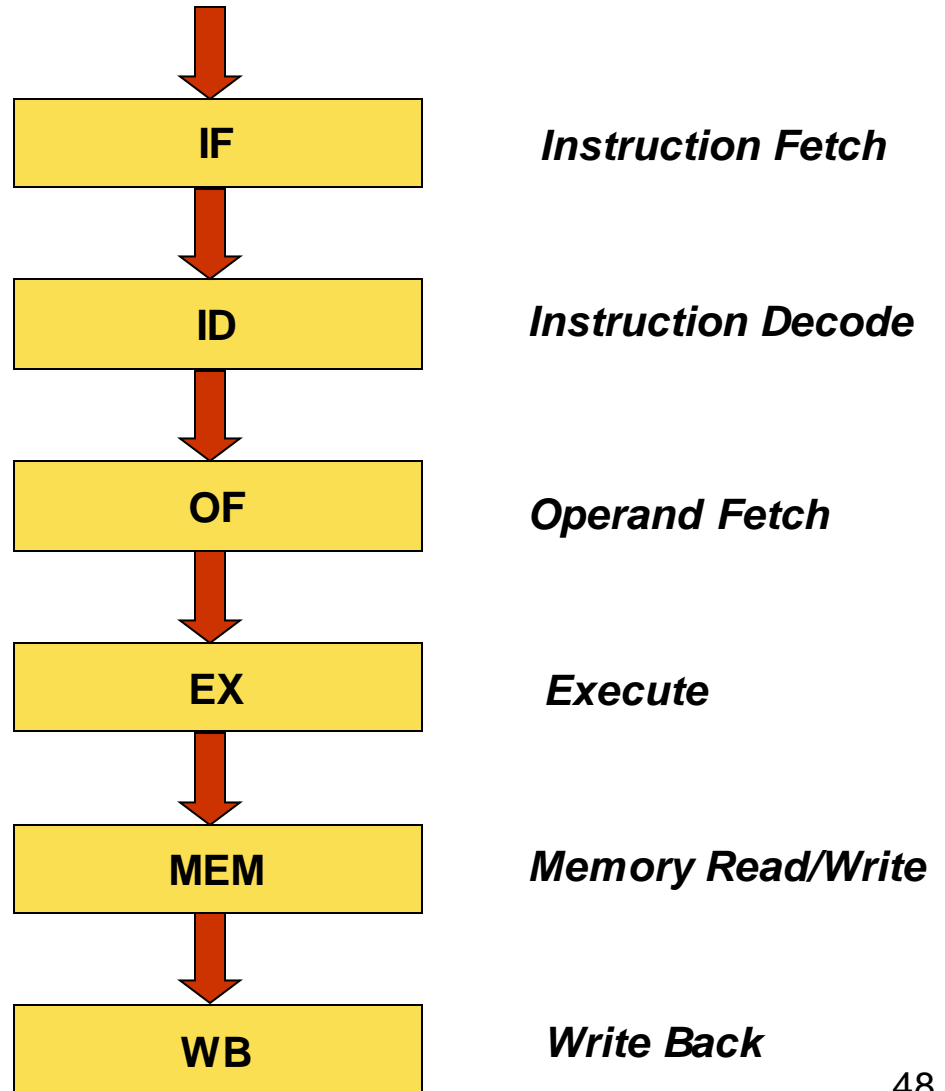 IF Instruction Fetch
ID Instruction Decode
OF Operand Fetch
EX Execute
MEM Memory Read/Write
WB Write Back
48